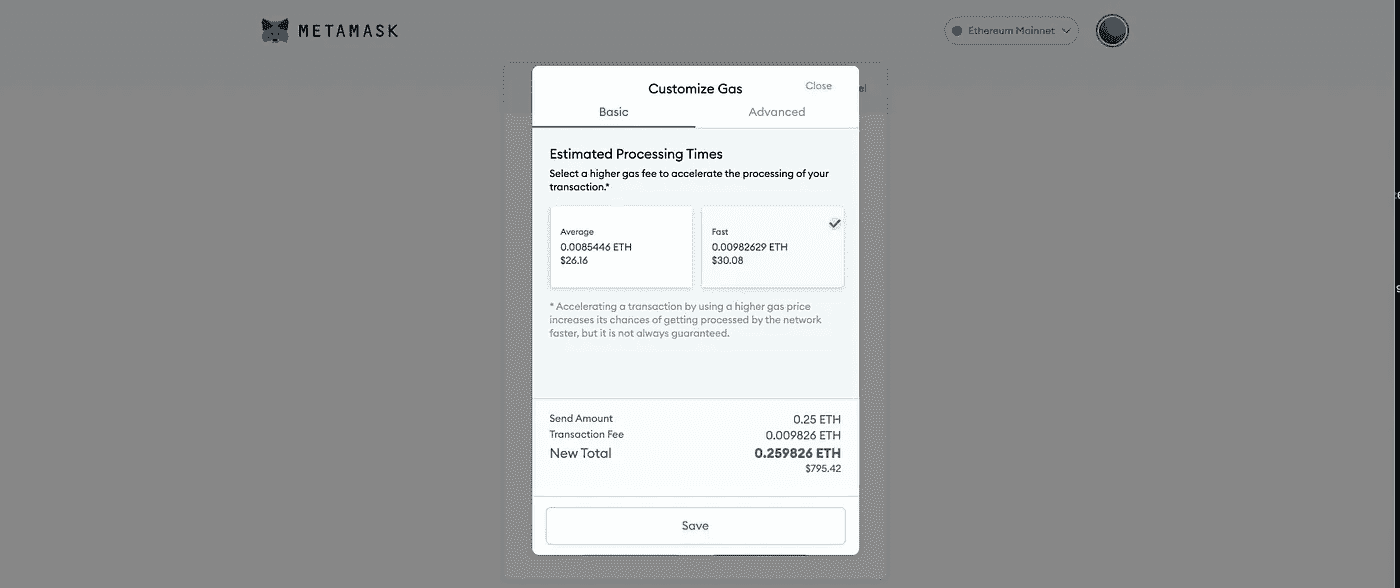 METAMASK
Ethereum Mainnet
Customize Gas
Close
Basic
Advanced
Estimated Processing Times
Select a higher gas fee to accelerate the processing of your
transaction.*
Average
0.0085446 ETH
$26.16
Fast
0.00982629 ETH
$30.08
* Accelerating a transaction by using a higher gas price
increases its chances of getting processed by the network
faster, but it is not always guaranteed.
Send Amount
0.25 ETH
Transaction Fee
0.009826 ETH
New Total
0.259826 ETH
$795.42
Save